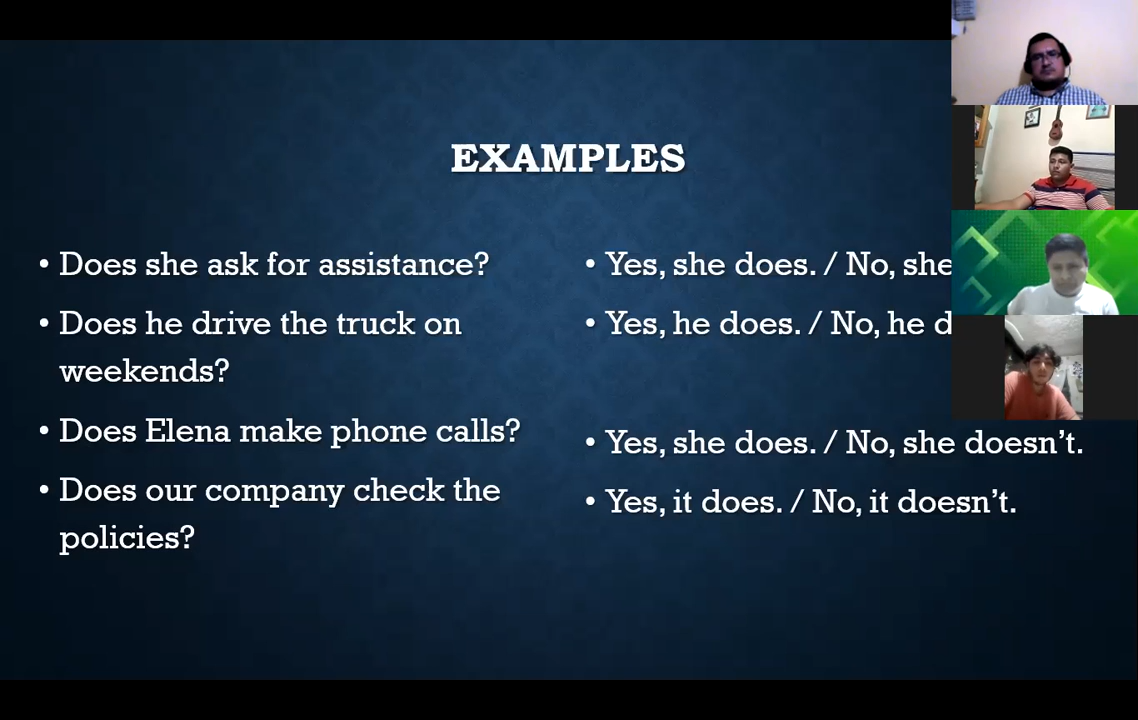 EXAMPLES
• Does she ask for assistance?
• Does he drive the truck on
weekends?
• Does Elena make phone calls?
• Does our company check the
policies?
• Yes, she does. / No, she
• Yes, he does. / No, he
• Yes, she does. / No, she doesn't.
• Yes, it does. / No, it doesn't.